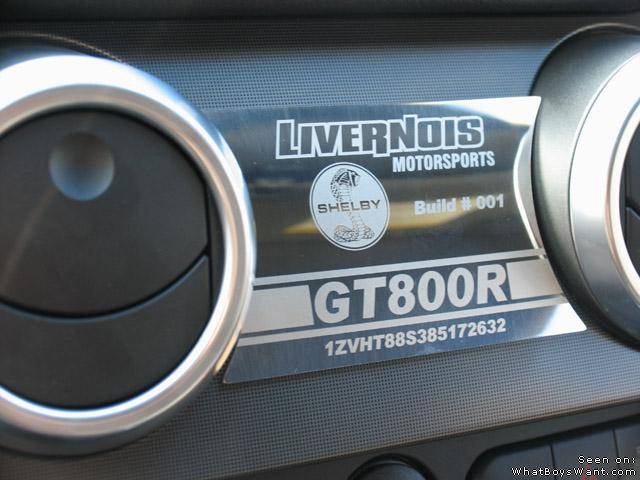 LIVERNOIS
MOTORSPORTS
SHELBY
Build # 001
GT800R
1ZVHT88S385172632
Seen on:
WhatBoysWant.com